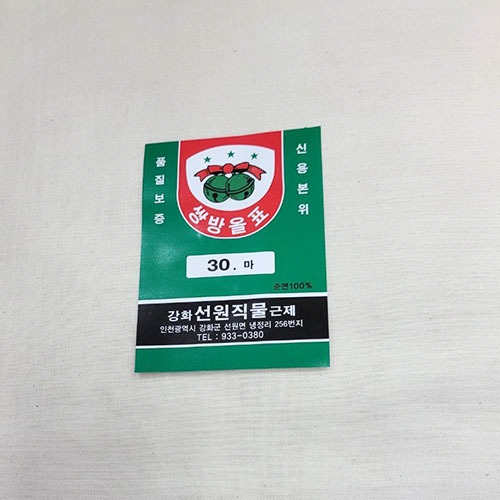 품질보증
신용본위
쌍방울표
30. 마
순면100%
강화 선원직물 근제
인천광역시 강화군 선원면 냉정리 256번지
TEL : 933-0380